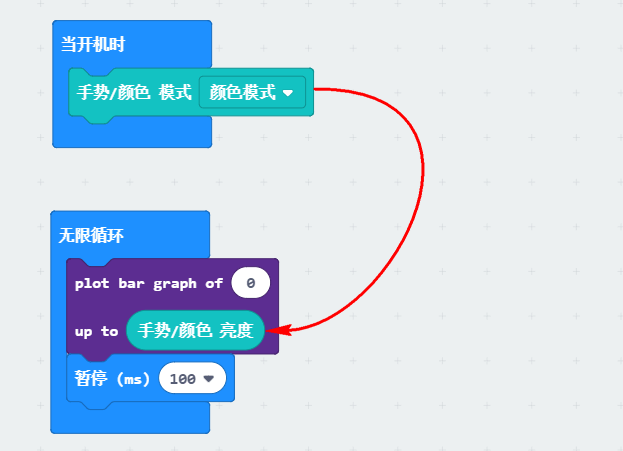 当开机时
手势/颜色 模式 颜色模式
无限循环
plot bar graph of 0
up to 手势/颜色 亮度
暂停 (ms) 100